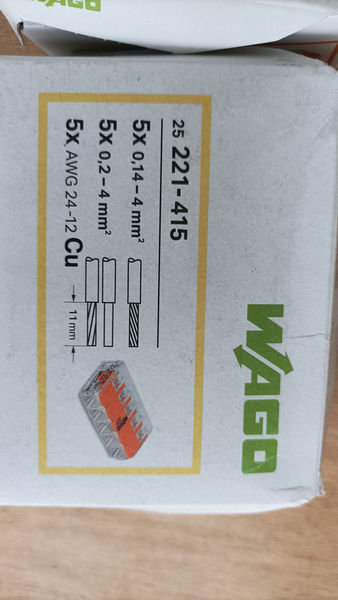 WAGO
25 221-415
5x 0,14–4 mm²
5x 0,2–4 mm²
5x AWG 24-12 Cu
11 mm
WAGO